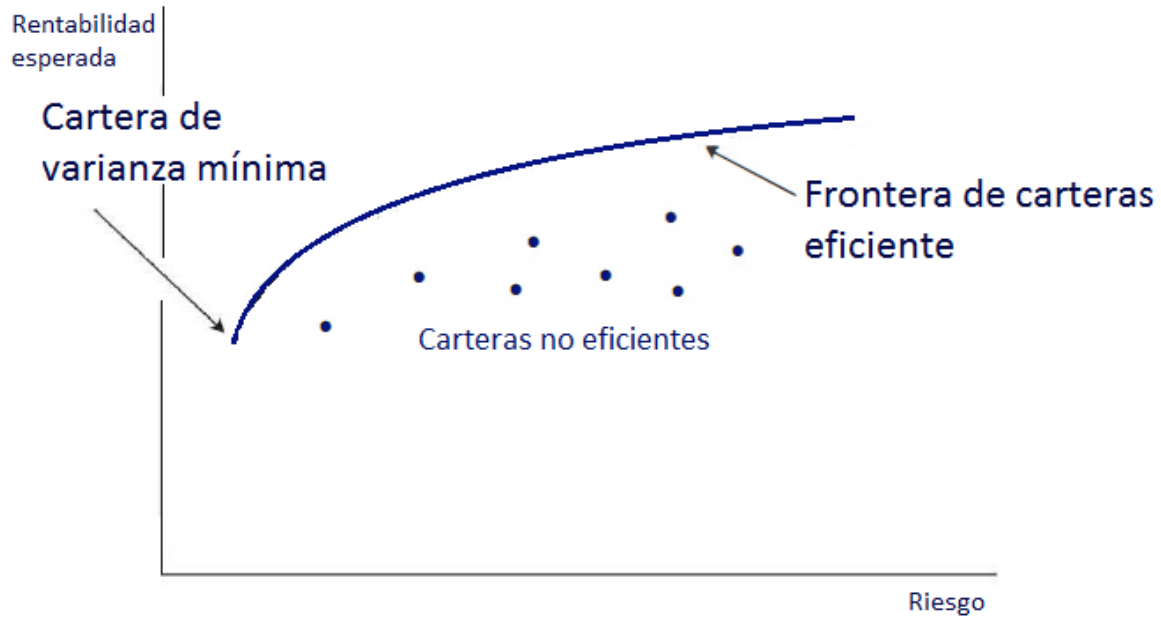 Rentabilidad
esperada
Cartera de
varianza mínima
Frontera de carteras
eficiente
Carteras no eficientes
Riesgo